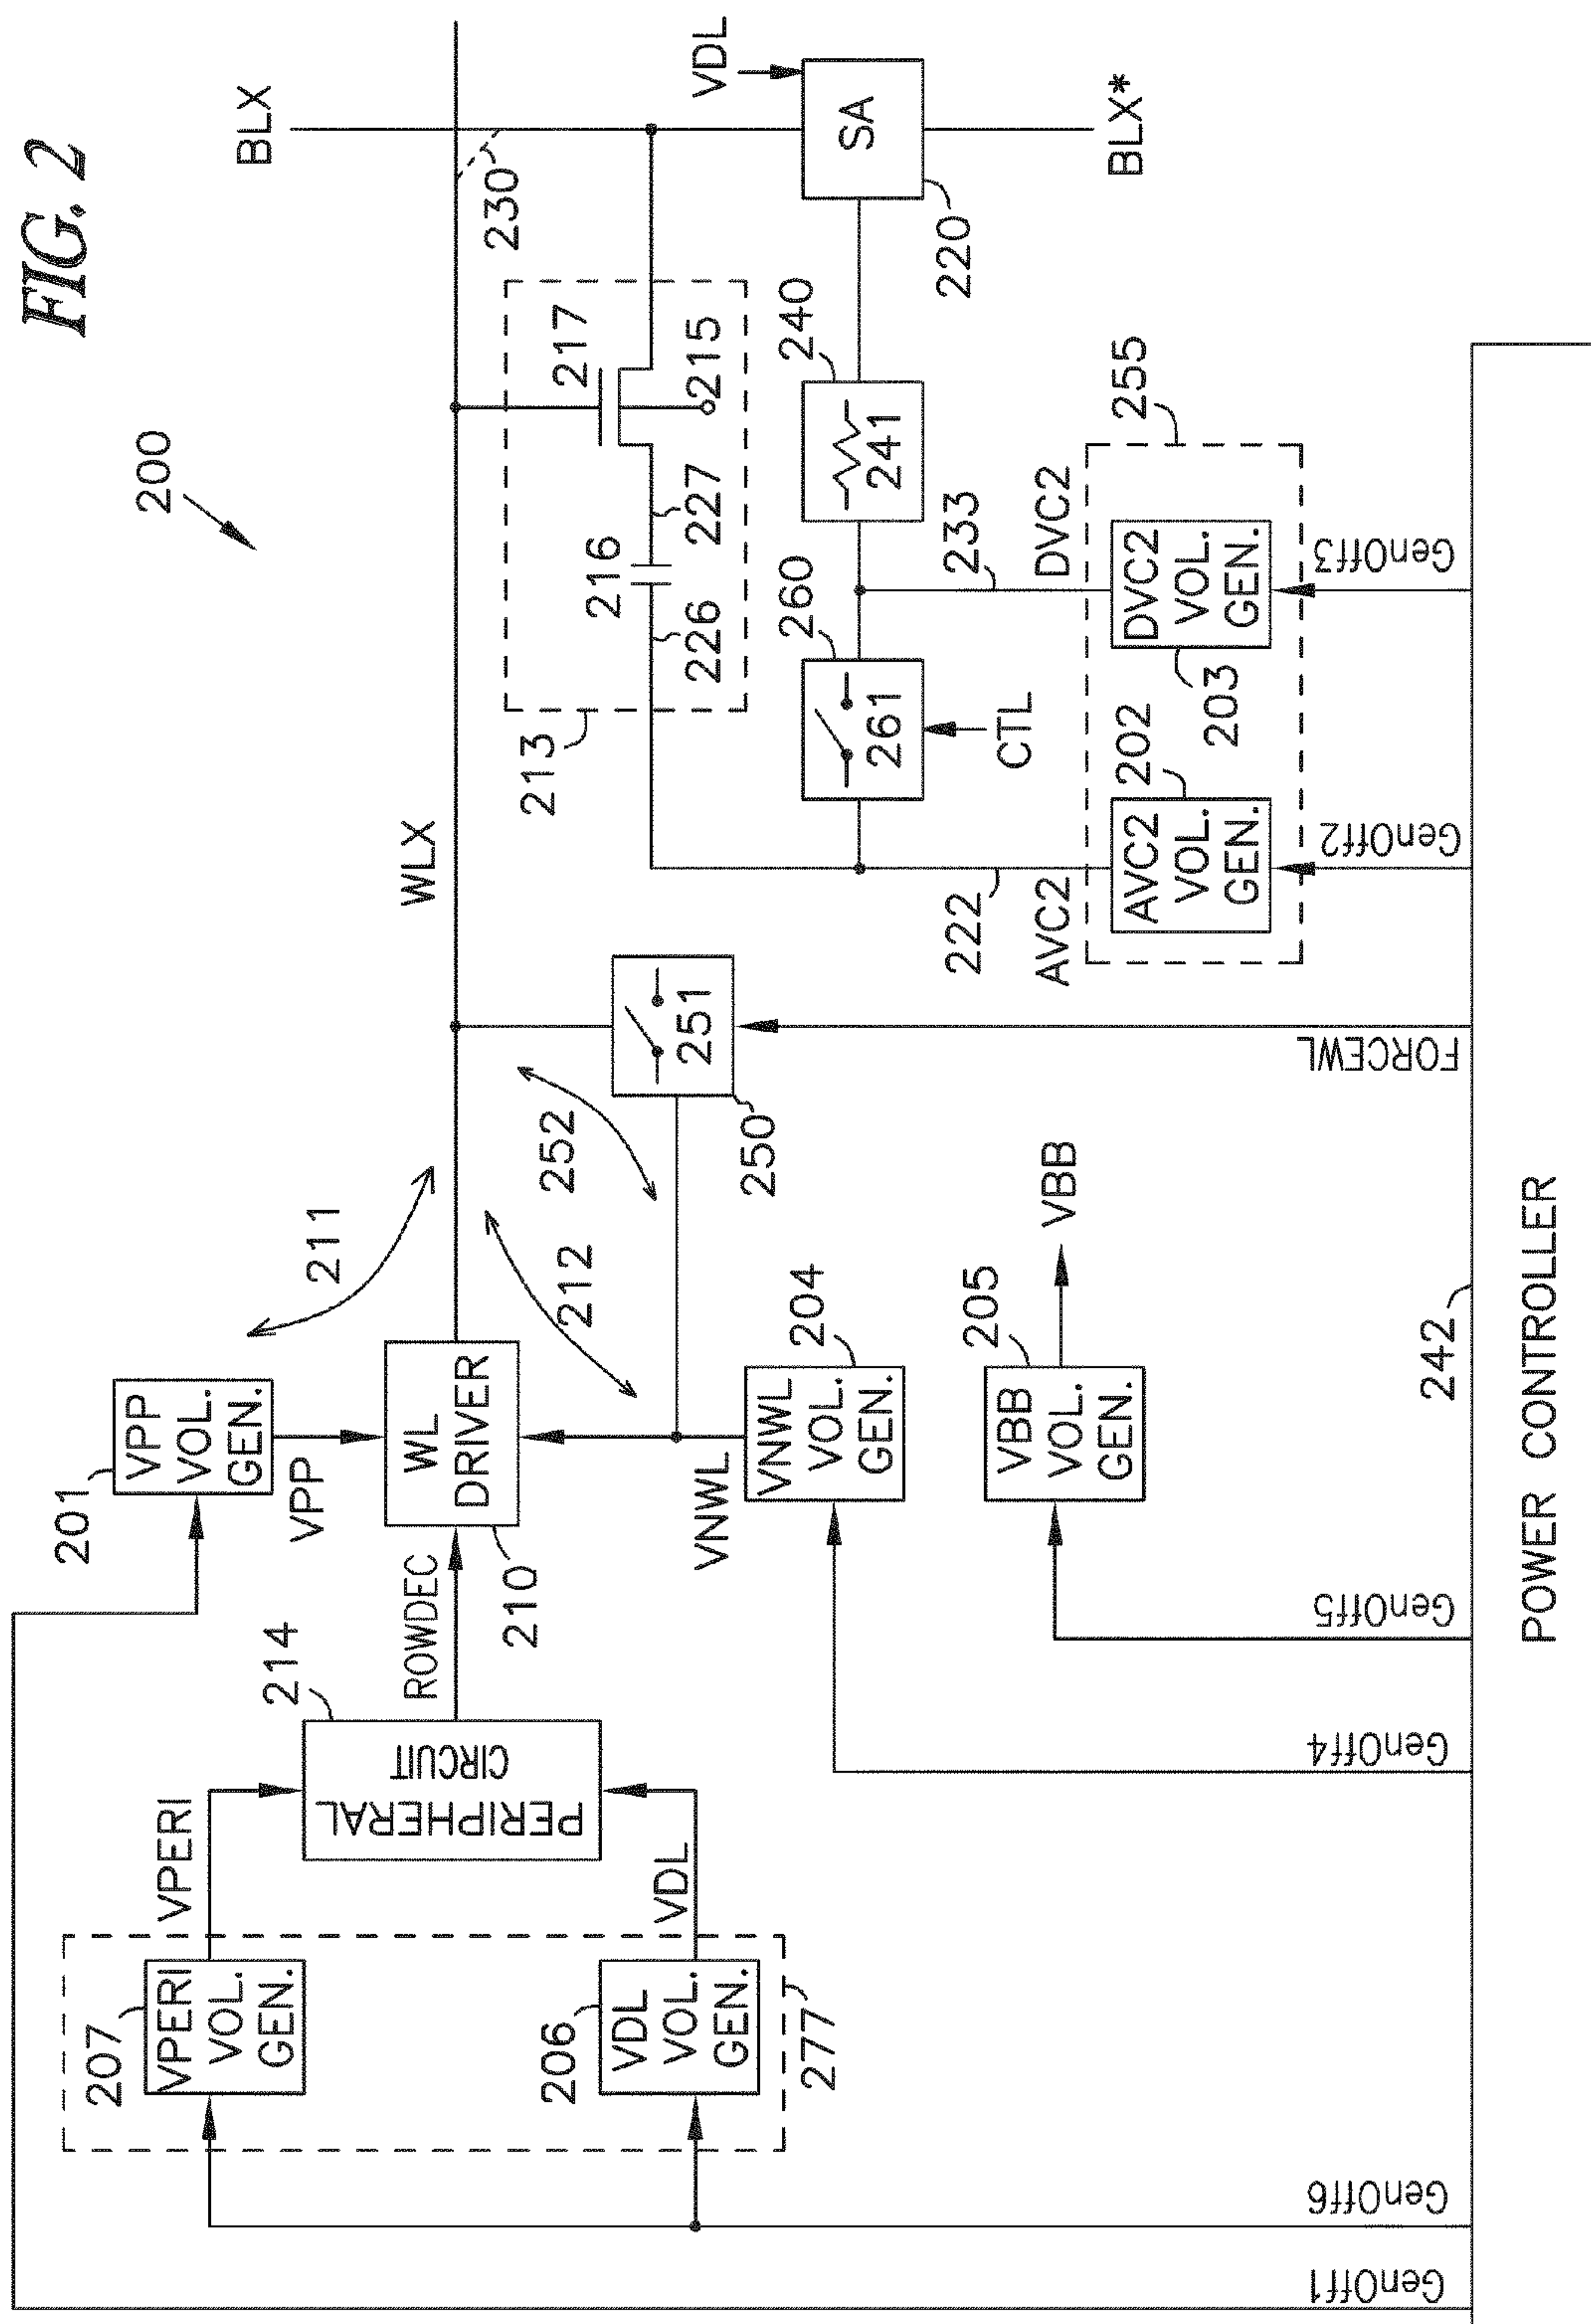 FIG. 2
200
BLX
WLX
230
VDL
SA
220
BLX*
213
217
215
216
227
226
240
241
260
261
CTL
233
DVC2
222
AVC2
255
DVC2
VOL.
GEN.
203
AVC2
VOL.
GEN.
202
GenOff3
GenOff2
211
252
212
251
250
FORCEWL
201
VPP
VOL.
GEN.
VPP
WL
DRIVER
210
ROWDEC
VNWL
VNWL
VOL.
GEN.
204
VBB
VOL.
GEN.
205
VBB
214
PERIPHERAL
CIRCUIT
VPERI
VDL
207
VPERI
VOL.
GEN.
206
VDL
VOL.
GEN.
277
GenOff1
GenOff6
GenOff4
GenOff5
242
POWER CONTROLLER